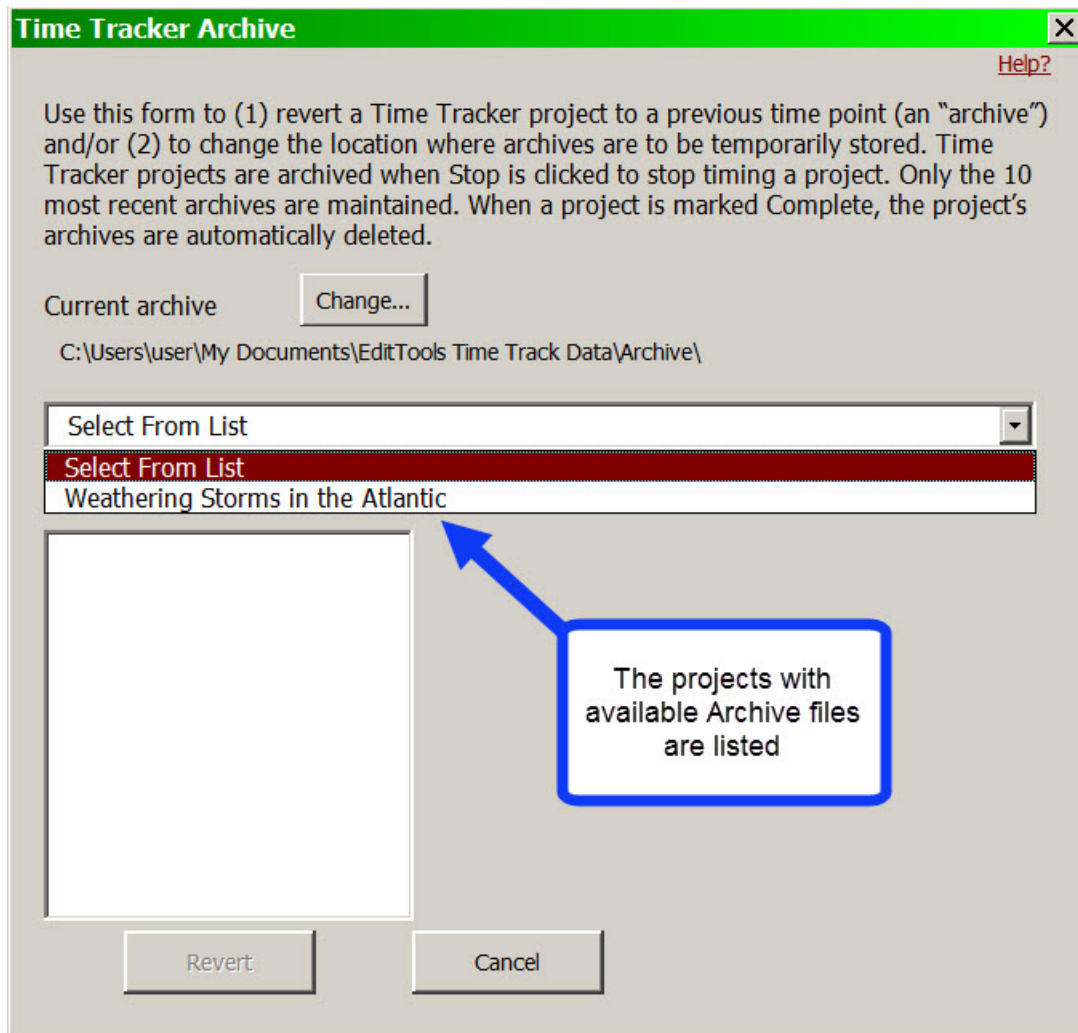 Time Tracker Archive
Help?
Use this form to (1) revert a Time Tracker project to a previous time point (an “archive”)
and/or (2) to change the location where archives are to be temporarily stored. Time
Tracker projects are archived when Stop is clicked to stop timing a project. Only the 10
most recent archives are maintained. When a project is marked Complete, the project’s
archives are automatically deleted.
Current archive
Change...
C:\Users\user\My Documents\EditTools Time Track Data\Archive\
Select From List
Select From List
Weathering Storms in the Atlantic
The projects with
available Archive files
are listed
Revert
Cancel